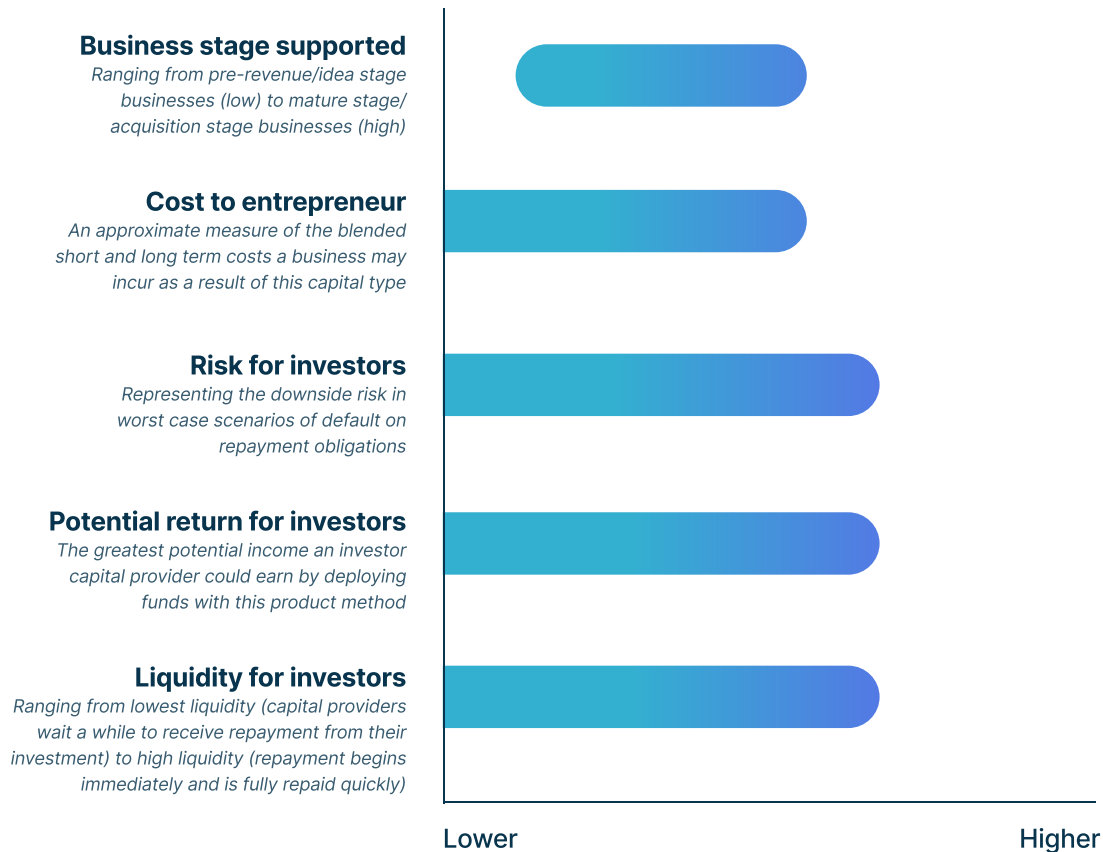 Business stage supported
Ranging from pre-revenue/idea stage
businesses (low) to mature stage/
acquisition stage businesses (high)
Cost to entrepreneur
An approximate measure of the blended
short and long term costs a business may
incur as a result of this capital type
Risk for investors
Representing the downside risk in
worst case scenarios of default on
repayment obligations
Potential return for investors
The greatest potential income an investor
capital provider could earn by deploying
funds with this product method
Liquidity for investors
Ranging from lowest liquidity (capital providers
wait a while to receive repayment from their
investment) to high liquidity (repayment begins
immediately and is fully repaid quickly)
Lower
Higher